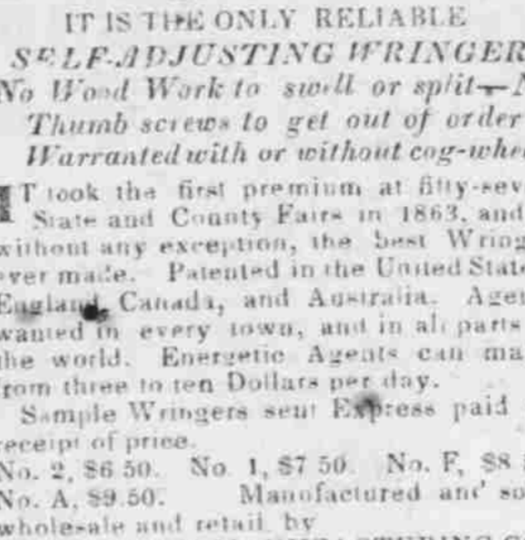 IT IS THE ONLY RELIABLE
SELF-ADJUSTING WRINGER
No Wood Work to swell or split—
Thumb screws to get out of order
Warranted with or without cog-whe
IT took the first premium at fifty-sev
State and County Fairs in 1863, and
without any exception, the best Wring
ever made. Patented in the United State
England, Canada, and Australia. Agen
wanted in every town, and in all parts
the world. Energetic Agents can ma
from three to ten Dollars per day.
Sample Wringers sent Express paid
receipt of price.
No. 2, $6.50. No 1, $7 50. No. F, $8
No. A, $9.50. Manufactured and so
whole-sale and retail by